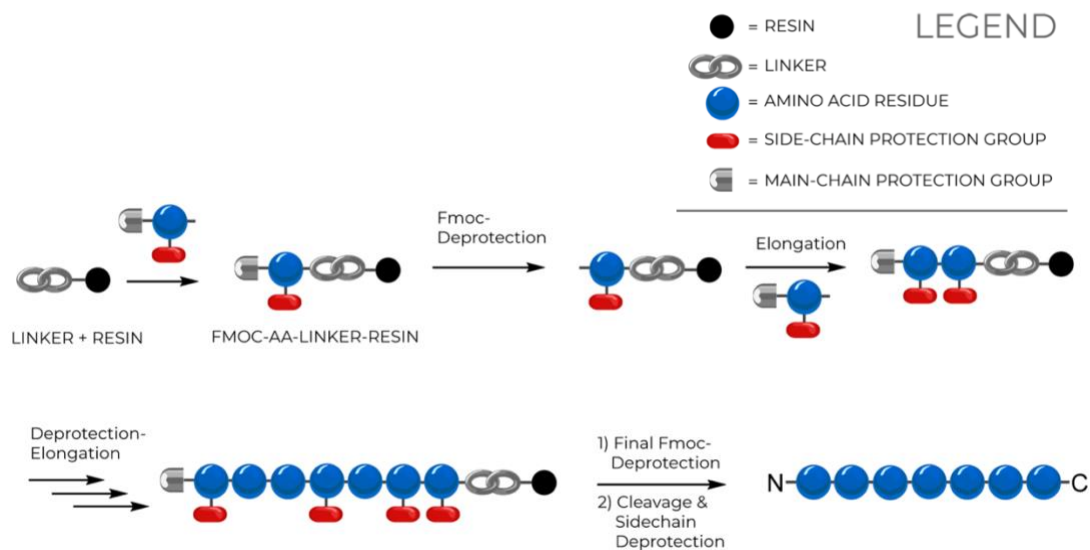 LEGEND
= RESIN
= LINKER
= AMINO ACID RESIDUE
= SIDE-CHAIN PROTECTION GROUP
= MAIN-CHAIN PROTECTION GROUP
Fmoc-
Deprotection
Elongation
LINKER + RESIN
FMOC-AA-LINKER-RESIN
Deprotection-
Elongation
1) Final Fmoc-
Deprotection
2) Cleavage &
Sidechain
Deprotection
N
C